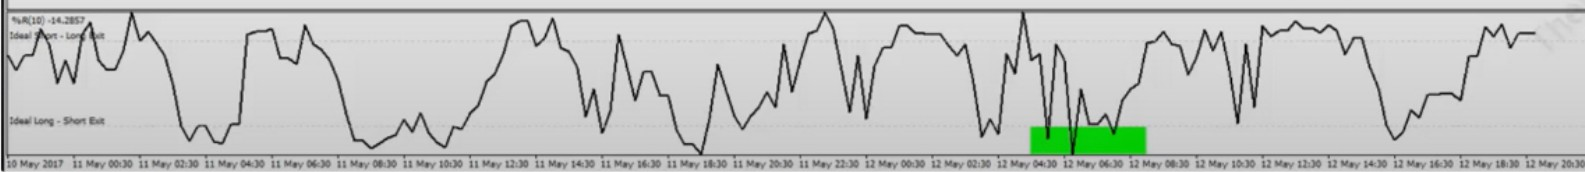 %R(10) -14.2857
Ideal Short - Long Exit
Ideal Long - Short Exit
10 May 2017 11 May 00:30 11 May 02:30 11 May 04:30 11 May 06:30 11 May 08:30 11 May 10:30 11 May 12:30 11 May 14:30 11 May 16:30 11 May 18:30 11 May 20:30 11 May 22:30 12 May 00:30 12 May 02:30 12 May 04:30 12 May 06:30 12 May 08:30 12 May 10:30 12 May 12:30 12 May 14:30 12 May 16:30 12 May 18:30 12 May 20:30